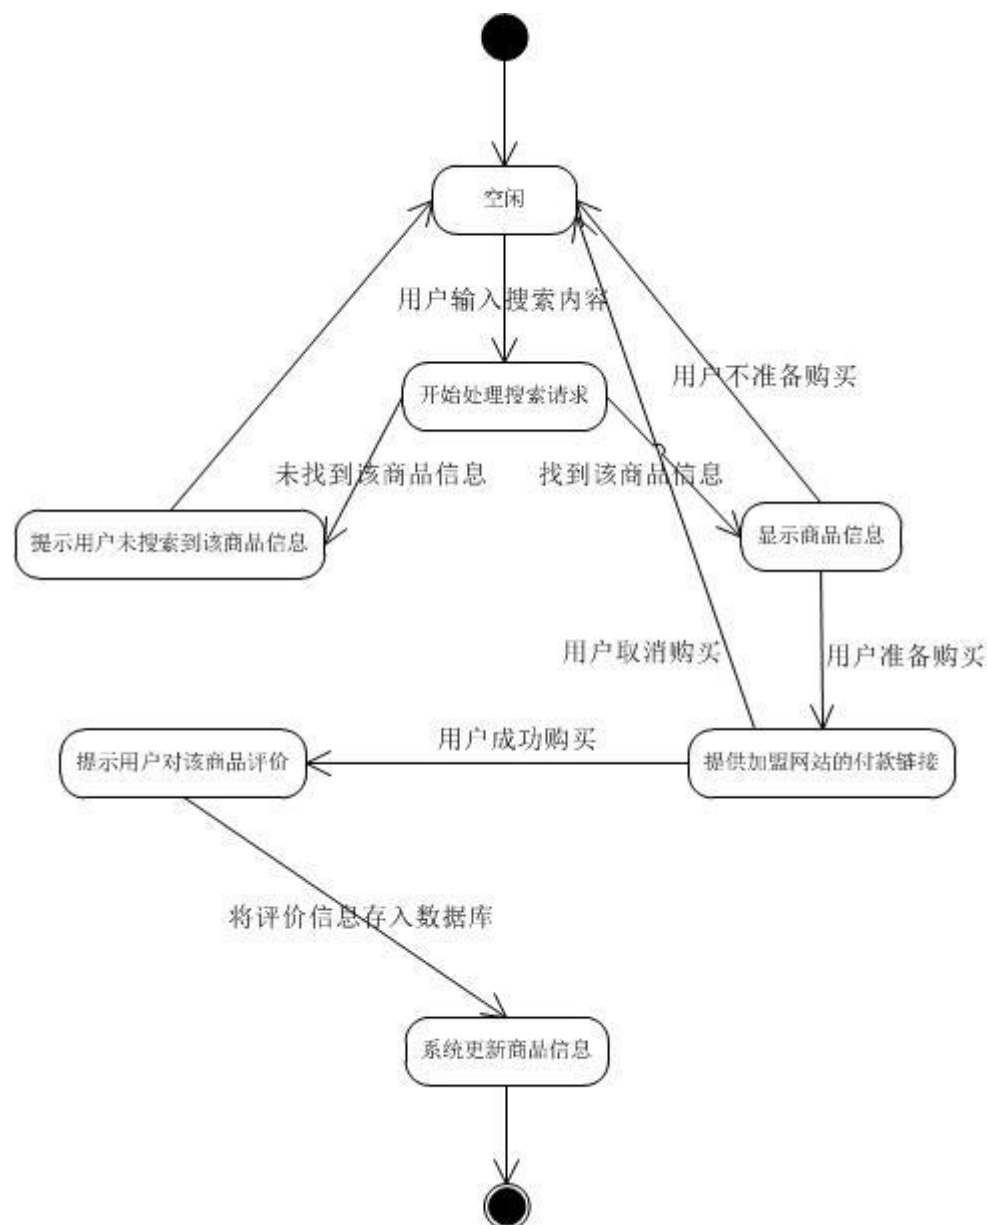 空闲
用户输入搜索内容
用户不准备购买
开始处理搜索请求
未找到该商品信息
找到该商品信息
提示用户未搜索到该商品信息
显示商品信息
用户取消购买
用户准备购买
用户成功购买
提示用户对该商品评价
提供加盟网站的付款链接
将评价信息存入数据库
系统更新商品信息